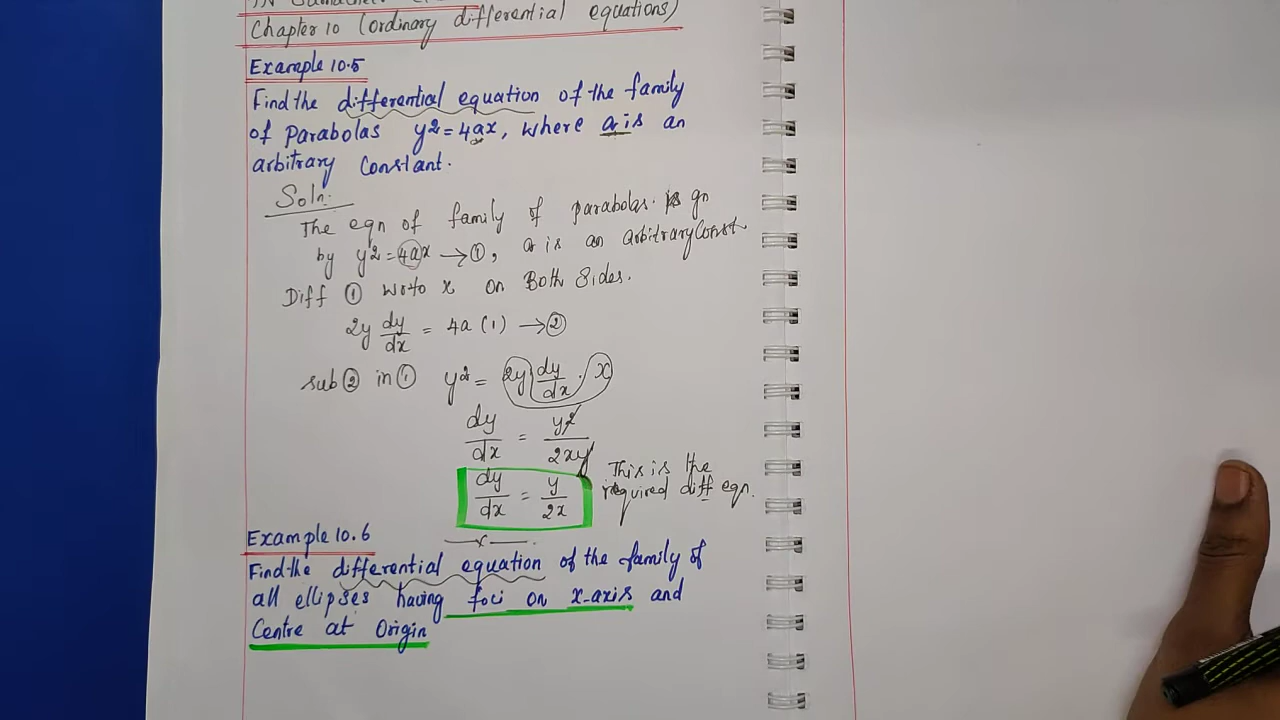 Chapter 10 (ordinary differential equations)
Example 10.5
Find the differential equation of the family
of Parabolas y² = 4ax, where a is an
arbitrary Constant.
Soln:
The eqn of family of parabolas is gn
by y² = 4ax → ①, a is an arbitrary Const
Diff ① w.r.to x on Both Sides.
2y dy/dx = 4a (1) → ②
sub ② in ① y² = 2y dy/dx . x
dy/dx = y²/2xy
dy/dx = y/2x This is the
required diff eqn.
Example 10.6
Find the differential equation of the family of
all ellipses having foci on x-axis and
Centre at Origin